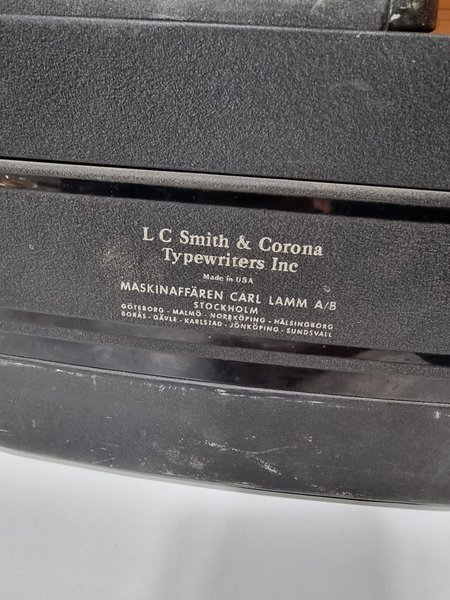 L C Smith & Corona
Typewriters Inc
Made in USA
MASKINAFFÄREN CARL LAMM A/B
STOCKHOLM
GÖTEBORG - MALMÖ - NORRKÖPING - HÄLSINGBORG
BORÅS - GÄVLE - KARLSTAD - JÖNKÖPING - SUNDSVALL